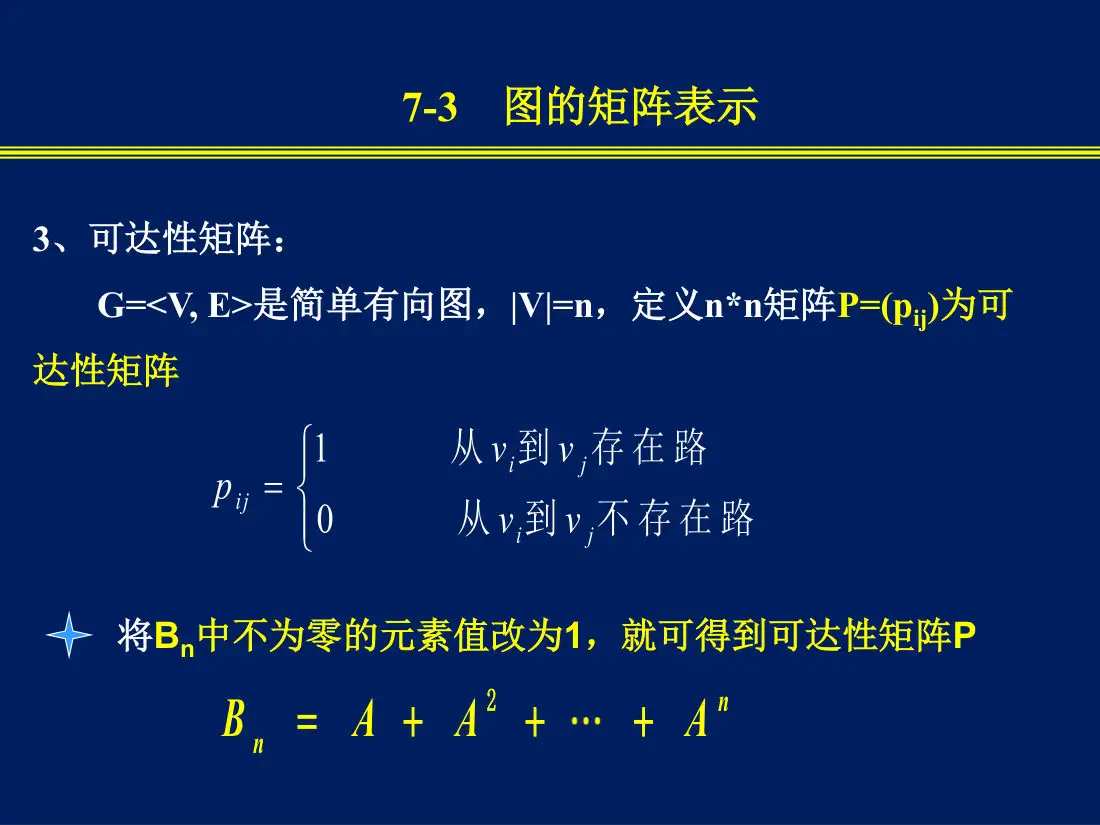 7-3 图的矩阵表示
3、可达性矩阵：
G=<V, E>是简单有向图，|V|=n，定义n*n矩阵P=(pij)为可
达性矩阵
pij = { 1 从vi到vj存在路
0 从vi到vj不存在路
将Bn中不为零的元素值改为1，就可得到可达性矩阵P
Bn = A + A² + ⋯ + Aⁿ